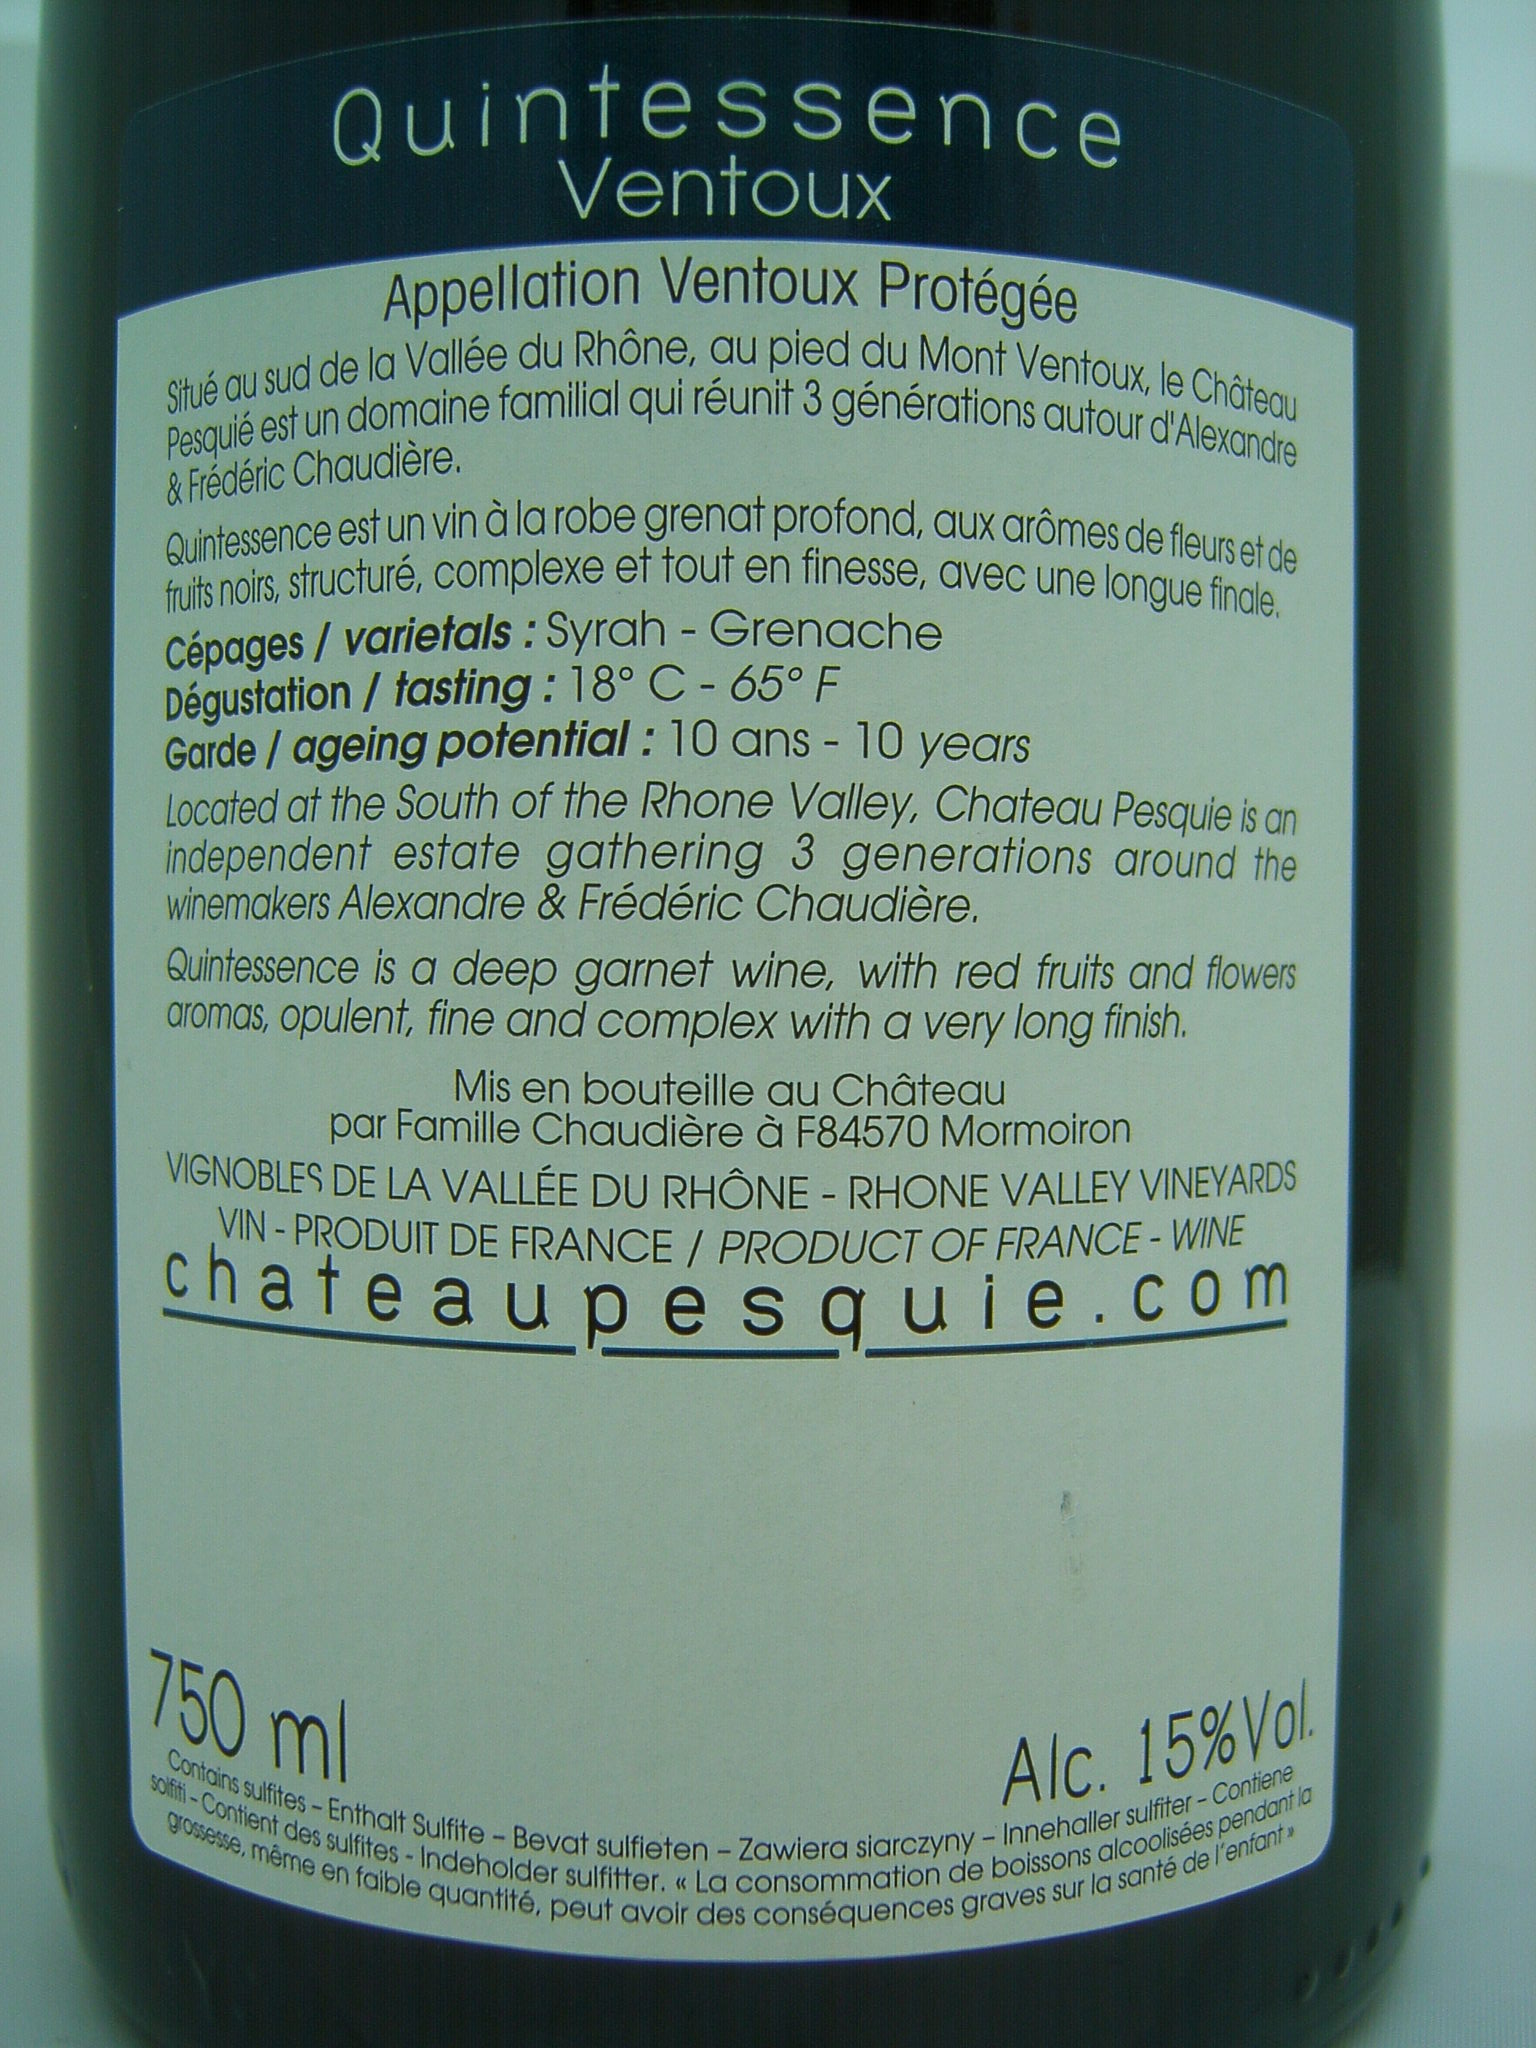 Quintessence
Ventoux
Appellation Ventoux Protégée
Situé au sud de la Vallée du Rhône, au pied du Mont Ventoux, le Château
Pesquié est un domaine familial qui réunit 3 générations autour d'Alexandre
& Frédéric Chaudière.
Quintessence est un vin à la robe grenat profond, aux arômes de fleurs et de
fruits noirs, structuré, complexe et tout en finesse, avec une longue finale.
Cépages / varietals : Syrah - Grenache
Dégustation / tasting : 18° C - 65° F
Garde / ageing potential : 10 ans - 10 years
Located at the South of the Rhone Valley, Chateau Pesquie is an
independent estate gathering 3 generations around the
winemakers Alexandre & Frédéric Chaudière.
Quintessence is a deep garnet wine, with red fruits and flowers
aromas, opulent, fine and complex with a very long finish.
Mis en bouteille au Château
par Famille Chaudière à F84570 Mormoiron
VIGNOBLES DE LA VALLÉE DU RHÔNE - RHONE VALLEY VINEYARDS
VIN - PRODUIT DE FRANCE / PRODUCT OF FRANCE - WINE
chateaupesquie.com
750 ml
Alc. 15%Vol.
Contains sulfites – Enthalt Sulfite – Bevat sulfieten – Zawiera siarczyny – Innehaller sulfiter – Contiene
solfiti – Contient des sulfites - Indeholder sulfitter. « La consommation de boissons alcoolisées pendant la
grossesse, même en faible quantité, peut avoir des conséquences graves sur la santé de l'enfant »